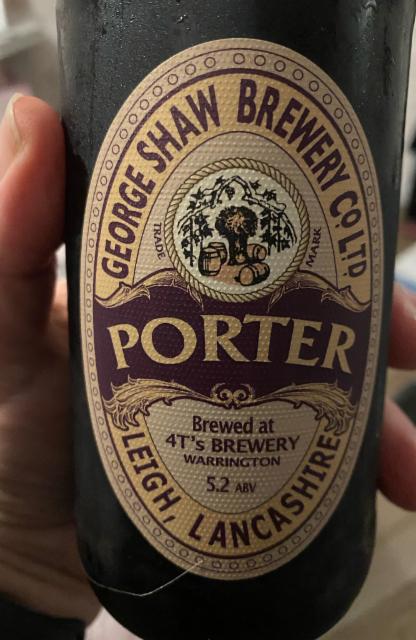 GEORGE SHAW BREWERY CO. LTD
TRADE MARK
PORTER
Brewed at
4T's BREWERY
WARRINGTON
5.2 ABV
LEIGH, LANCASHIRE